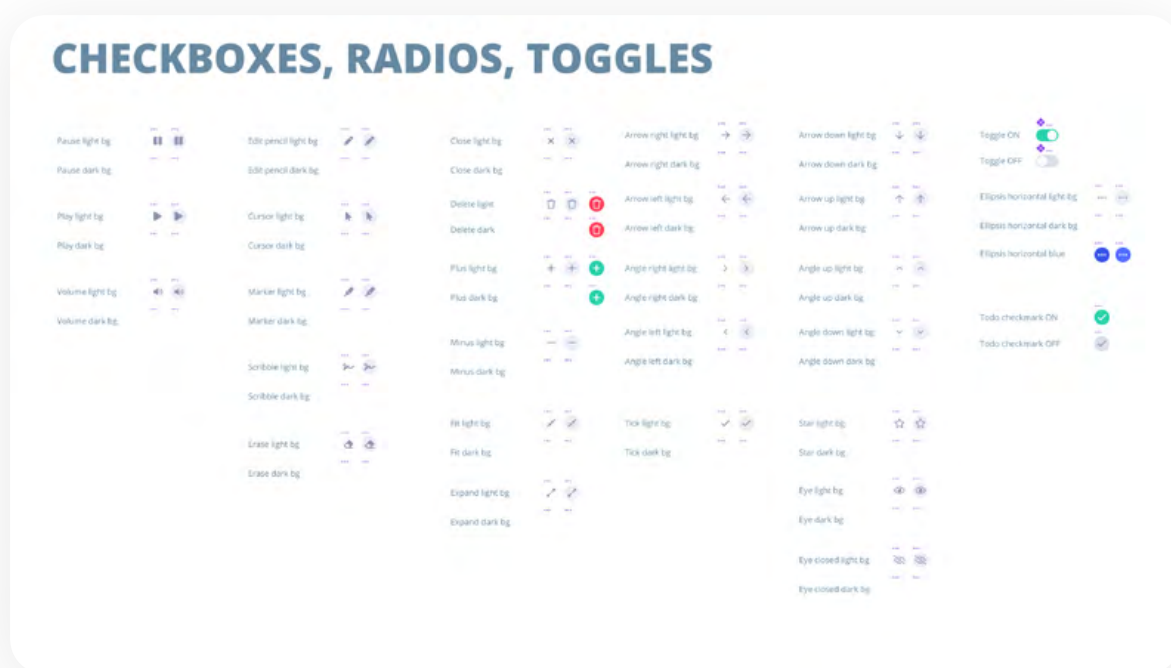 CHECKBOXES, RADIOS, TOGGLES
Pause light bg
Pause dark bg
Play light bg
Play dark bg
Volume light bg
Volume dark bg
Edit pencil light bg
Edit pencil dark bg
Cursor light bg
Cursor dark bg
Marker light bg
Marker dark bg
Scribble light bg
Scribble dark bg
Erase light bg
Erase dark bg
Close light bg
Close dark bg
Delete light
Delete dark
Plus light bg
Plus dark bg
Minus light bg
Minus dark bg
Fit light bg
Fit dark bg
Expand light bg
Expand dark bg
Arrow right light bg
Arrow right dark bg
Arrow left light bg
Arrow left dark bg
Angle right light bg
Angle right dark bg
Angle left light bg
Angle left dark bg
Tick light bg
Tick dark bg
Arrow down light bg
Arrow down dark bg
Arrow up light bg
Arrow up dark bg
Angle up light bg
Angle up dark bg
Angle down light bg
Angle down dark bg
Star light bg
Star dark bg
Eye light bg
Eye dark bg
Eye closed light bg
Eye closed dark bg
Toggle ON
Toggle OFF
Ellipsis horizontal light bg
Ellipsis horizontal dark bg
Ellipsis horizontal blue
Todo checkmark ON
Todo checkmark OFF